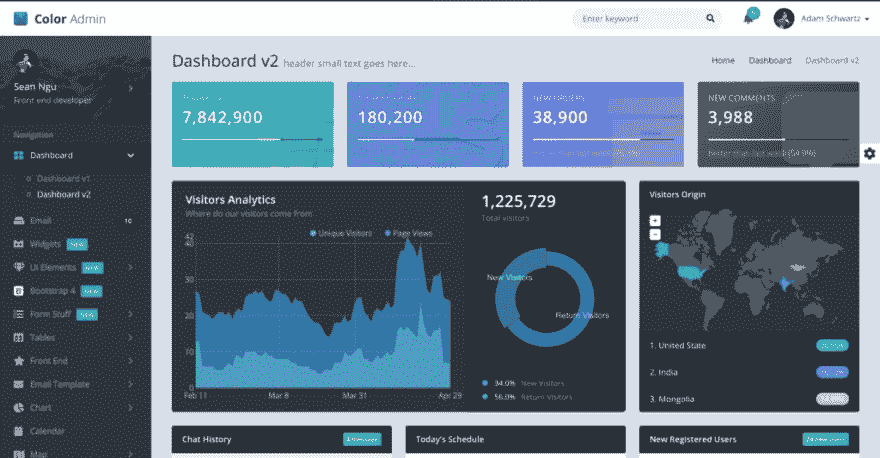 Color Admin
Enter keyword
Adam Schwartz
Sean Ngu
Front end developer
Navigation
Dashboard
Dashboard v1
Dashboard v2
Email
10
Widgets NEW
UI Elements NEW
Bootstrap 4 NEW
Form Stuff NEW
Tables
Front End
Email Template
Chart
Calendar
Map
Dashboard v2 header small text goes here...
Home Dashboard Dashboard v2
7,842,900
180,200
NEW ORDERS
38,900
NEW COMMENTS
3,988
better than last week (54.9%)
Visitors Analytics
Where do our visitors come from
Unique Visitors Page Views
42
40
30
20
10
0
Feb 11 Mar 8 Mar 31 Apr 29
1,225,729
Total visitors
New Visitors
Return Visitors
94.0% New Visitors
56.0% Return Visitors
Visitors Origin
+
-
1. United State
2. India
3. Mongolia
Chat History
Today's Schedule
New Registered Users